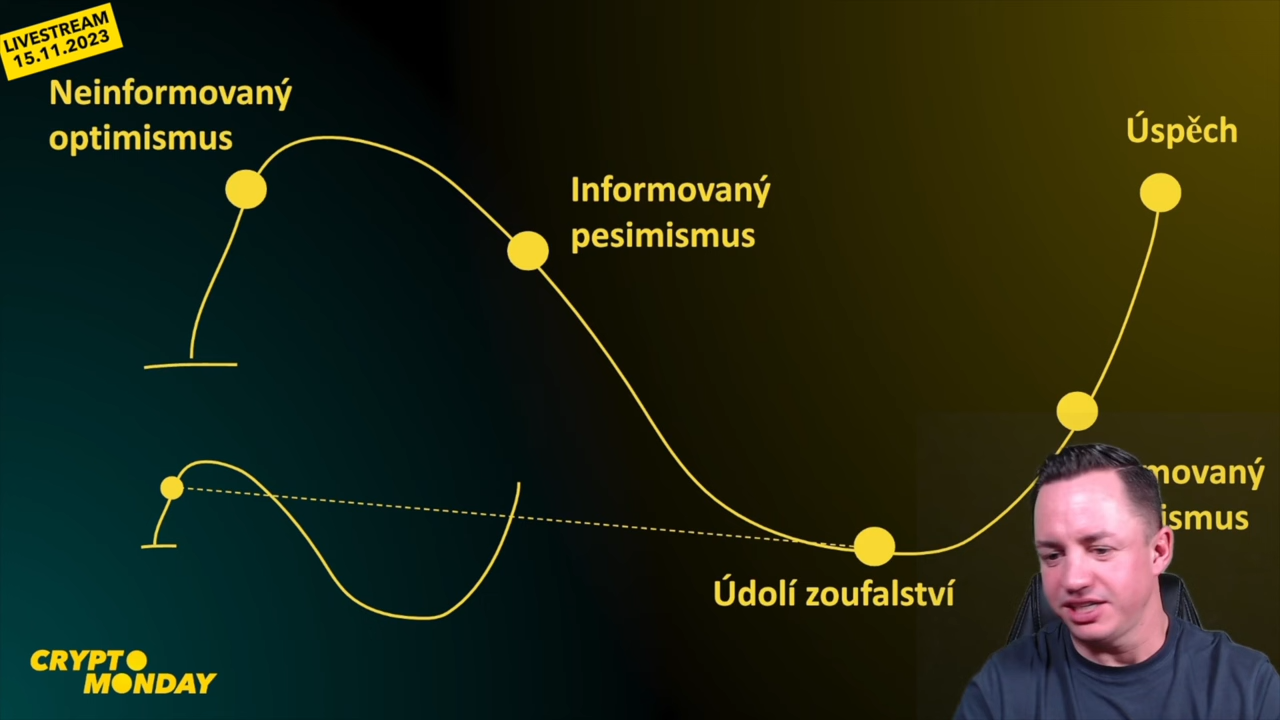 LIVESTREAM
15.11.2023
Neinformovaný
optimismus
Informovaný
pesimismus
Úspěch
Údolí zoufalství
CRYPTO
MONDAY